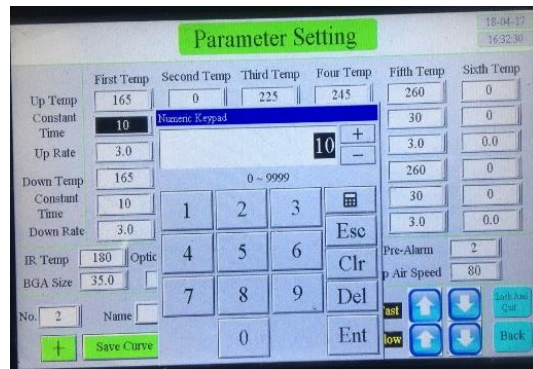 18-04-17
Parameter Setting
16:32:30
First Temp Second Temp Third Temp Four Temp Fifth Temp Sixth Temp
Up Temp 165 0 225 245 260 0
Constant Time 10 30 0
Numeric Keypad
10 + −
0 ~ 9999
Up Rate 3.0 3.0 0.0
Down Temp 165 260 0
Constant Time 10 30 0
Down Rate 3.0 3.0 0.0
1 2 3
Esc
4 5 6 Clr
7 8 9 Del
0 Ent
IR Temp 180 Optic Pre-Alarm 2
BGA Size 35.0 p Air Speed 80
No. 2 Name ast
Quit
+ Save Curve low Back